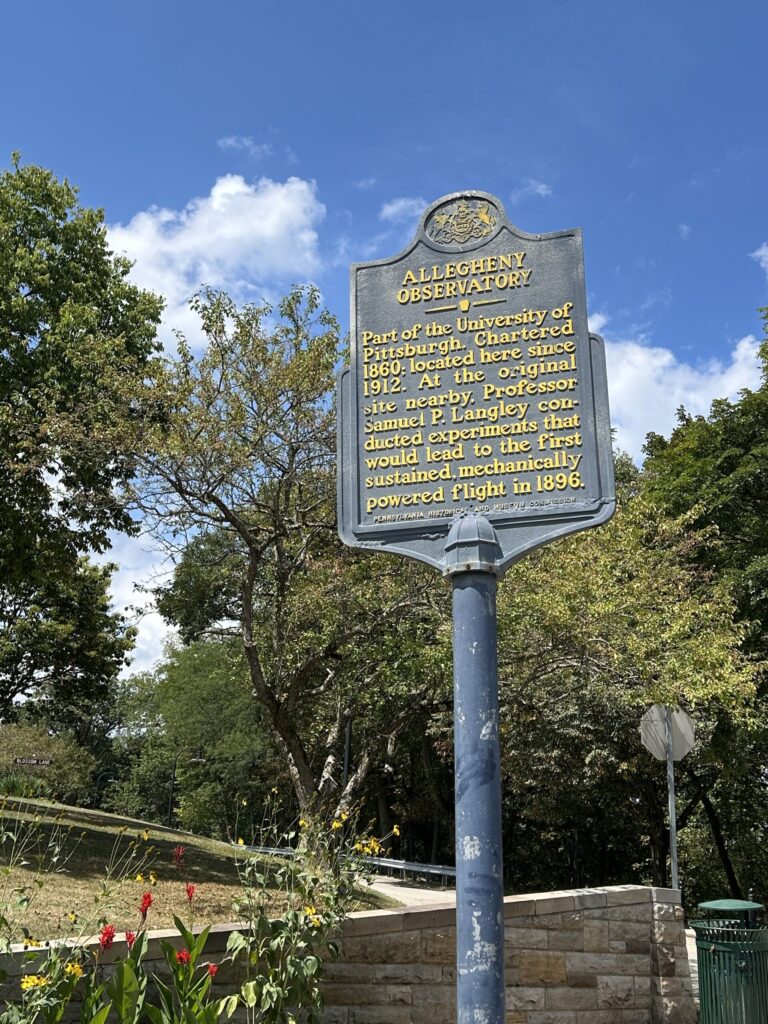 ALLEGHENY
OBSERVATORY
Part of the University of
Pittsburgh. Chartered
1860; located here since
1912. At the original
site nearby, Professor
Samuel P. Langley con-
ducted experiments that
would lead to the first
sustained, mechanically
powered flight in 1896.
PENNSYLVANIA HISTORICAL AND MUSEUM COMMISSION
BLOSSOM LANE